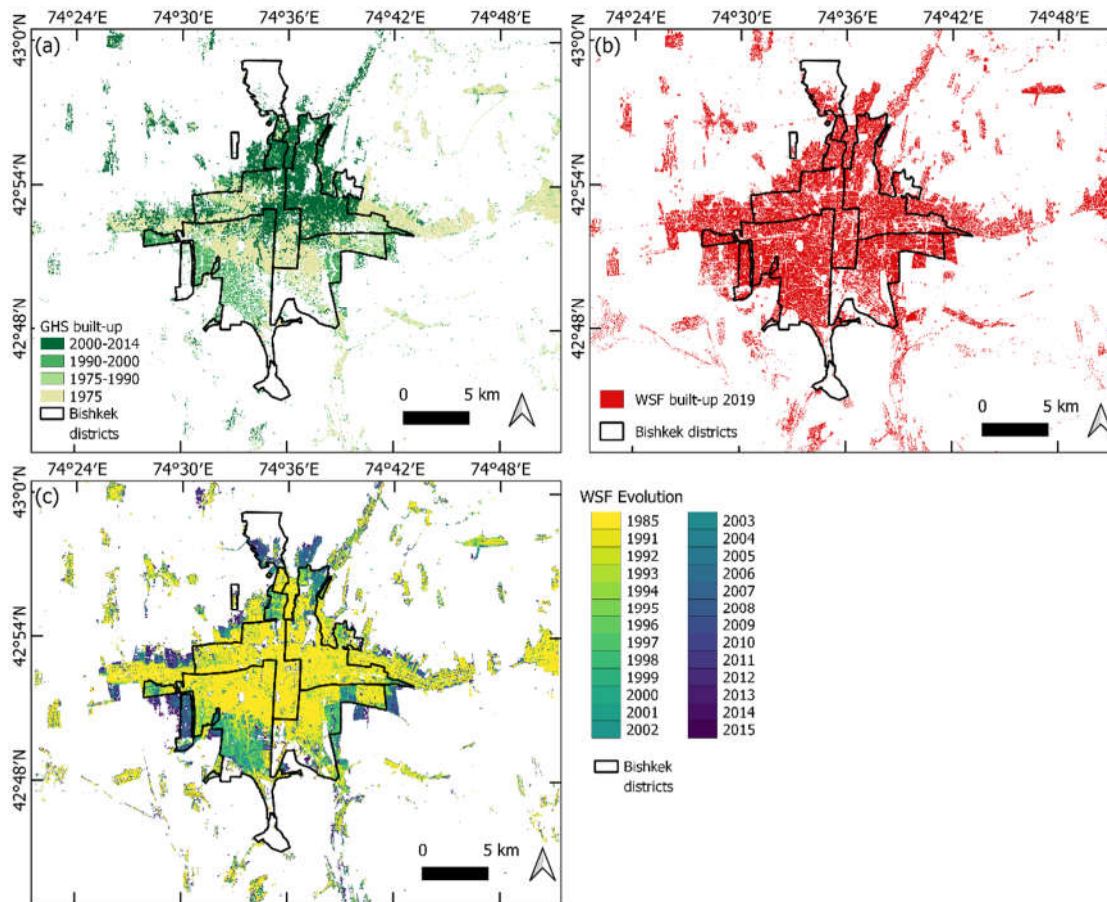 74°24'E 74°30'E 74°36'E 74°42'E 74°48'E
43°0'N
42°54'N
42°48'N
(a)
GHS built-up
2000-2014
1990-2000
1975-1990
1975
Bishkek
districts
0 5 km
74°24'E 74°30'E 74°36'E 74°42'E 74°48'E
43°0'N
42°54'N
42°48'N
(b)
WSF built-up 2019
Bishkek districts
0 5 km
74°24'E 74°30'E 74°36'E 74°42'E 74°48'E
43°0'N
42°54'N
42°48'N
(c)
0 5 km
WSF Evolution
1985
1991
1992
1993
1994
1995
1996
1997
1998
1999
2000
2001
2002
2003
2004
2005
2006
2007
2008
2009
2010
2011
2012
2013
2014
2015
Bishkek
districts